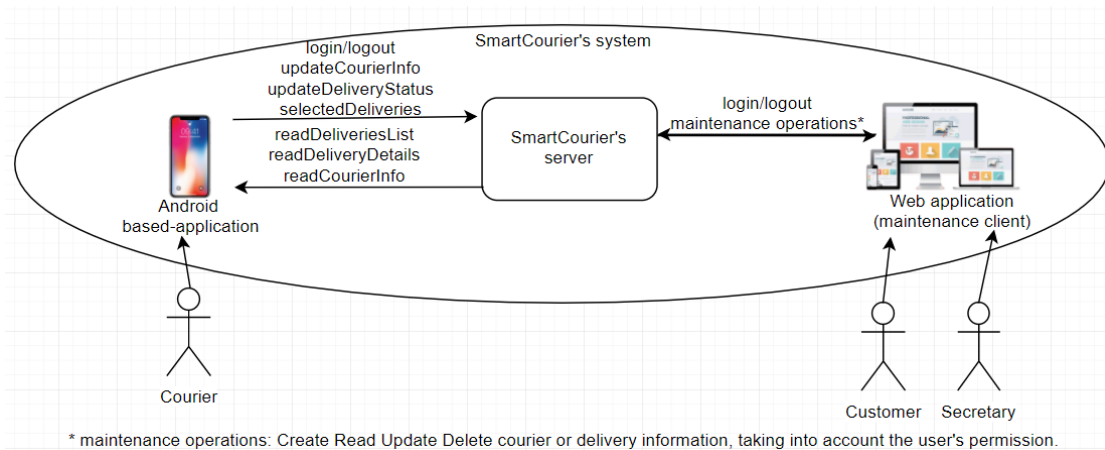 SmartCourier's system
login/logout
updateCourierInfo
updateDeliveryStatus
selectedDeliveries
readDeliveriesList
readDeliveryDetails
readCourierInfo
Android
based-application
SmartCourier's
server
login/logout
maintenance operations*
Web application
(maintenance client)
Courier
Customer
Secretary
* maintenance operations: Create Read Update Delete courier or delivery information, taking into account the user's permission.